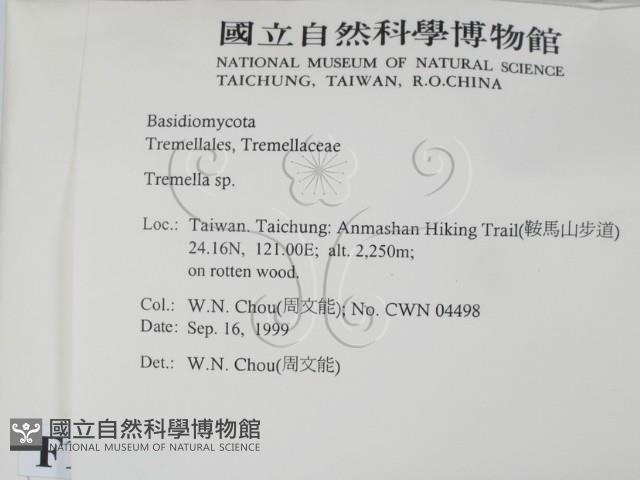 國立自然科學博物館
NATIONAL MUSEUM OF NATURAL SCIENCE
TAICHUNG, TAIWAN, R.O.CHINA
Basidiomycota
Tremellales, Tremellaceae
Tremella sp.
Loc.: Taiwan. Taichung: Anmashan Hiking Trail(鞍馬山步道)
24.16N, 121.00E; alt. 2,250m;
on rotten wood.
Col.: W.N. Chou(周文能); No. CWN 04498
Date: Sep. 16, 1999
Det.: W.N. Chou(周文能)
國立自然科學博物館
NATIONAL MUSEUM OF NATURAL SCIENCE
F